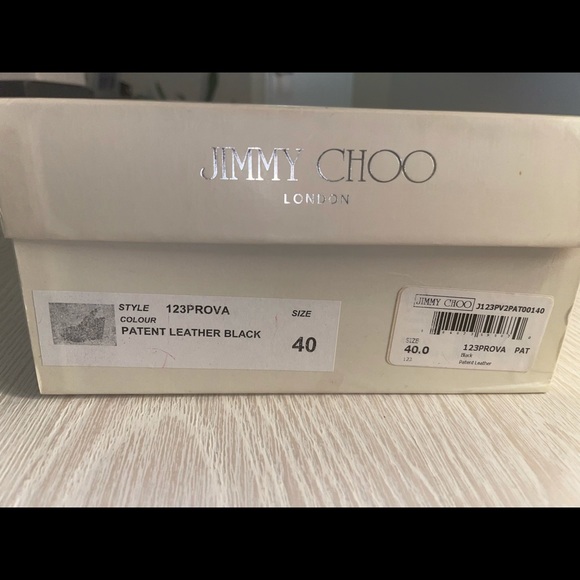 JIMMY CHOO
LONDON
STYLE 123PROVA SIZE
COLOUR
PATENT LEATHER BLACK 40
JIMMY CHOO J123PV2PAT00140
SIZE
40.0 123PROVA PAT
Black
Patent Leather